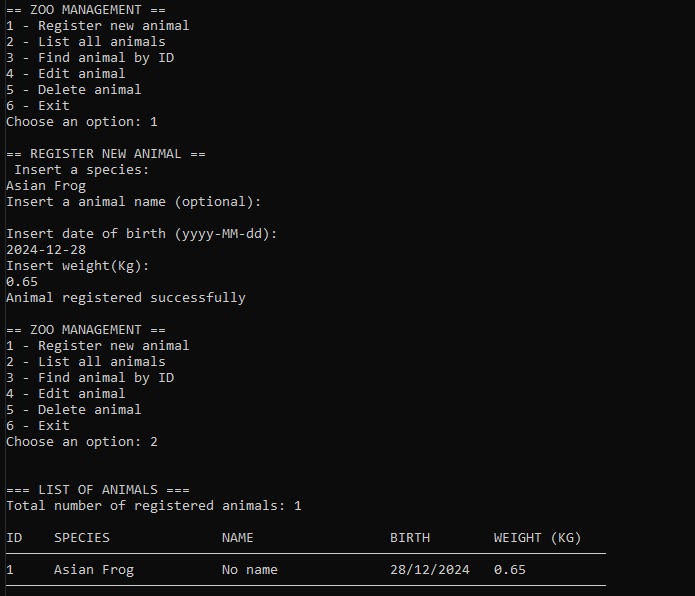 == ZOO MANAGEMENT ==
1 - Register new animal
2 - List all animals
3 - Find animal by ID
4 - Edit animal
5 - Delete animal
6 - Exit
Choose an option: 1
== REGISTER NEW ANIMAL ==
Insert a species:
Asian Frog
Insert a animal name (optional):
Insert date of birth (yyyy-MM-dd):
2024-12-28
Insert weight(Kg):
0.65
Animal registered successfully
== ZOO MANAGEMENT ==
1 - Register new animal
2 - List all animals
3 - Find animal by ID
4 - Edit animal
5 - Delete animal
6 - Exit
Choose an option: 2
=== LIST OF ANIMALS ===
Total number of registered animals: 1
ID    SPECIES              NAME                 BIRTH        WEIGHT (KG)
1     Asian Frog           No name              28/12/2024   0.65